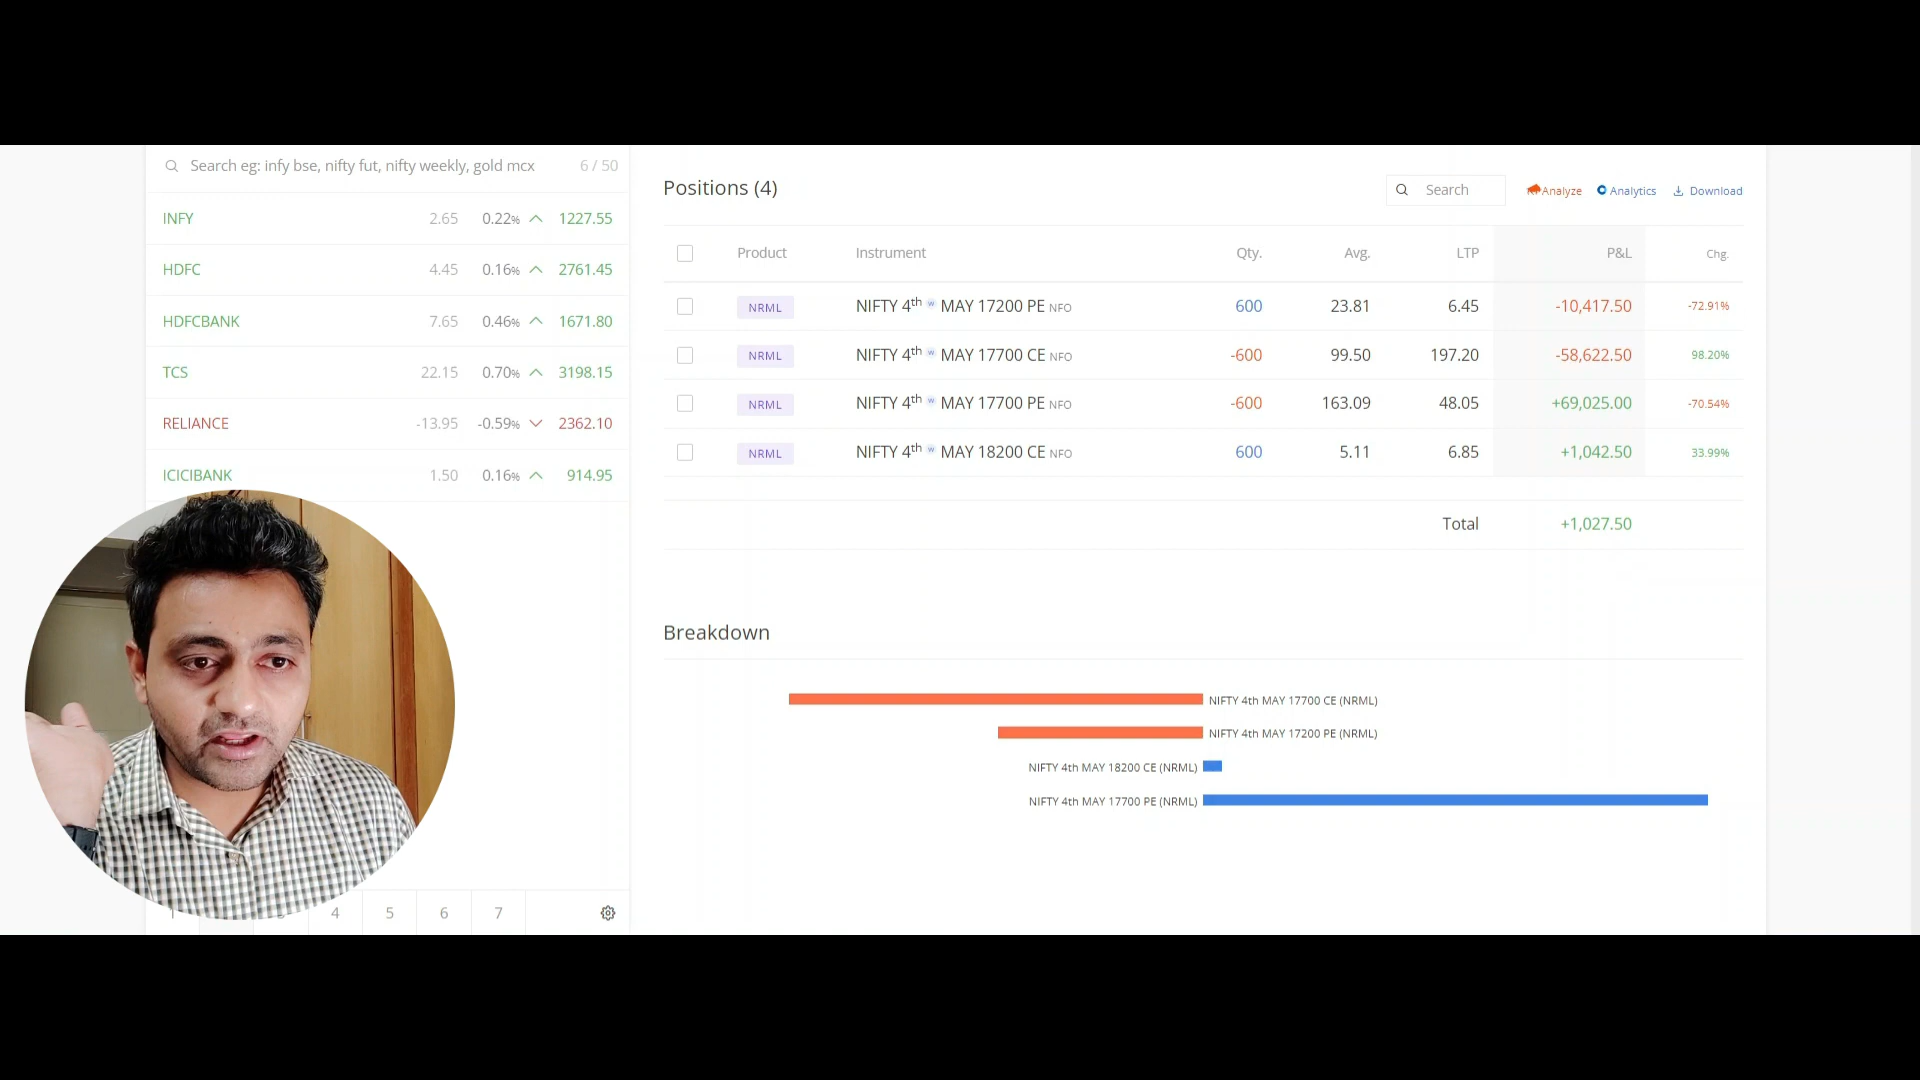 Search eg: infy bse, nifty fut, nifty weekly, gold mcx 6 / 50
INFY 2.65 0.22% 1227.55
HDFC 4.45 0.16% 2761.45
HDFCBANK 7.65 0.46% 1671.80
TCS 22.15 0.70% 3198.15
RELIANCE -13.95 -0.59% 2362.10
ICICIBANK 1.50 0.16% 914.95
4 5 6 7
Positions (4) Search Analyze Analytics Download
Product Instrument Qty. Avg. LTP P&L Chg.
NRML NIFTY 4th w MAY 17200 PE NFO 600 23.81 6.45 -10,417.50 -72.91%
NRML NIFTY 4th w MAY 17700 CE NFO -600 99.50 197.20 -58,622.50 98.20%
NRML NIFTY 4th w MAY 17700 PE NFO -600 163.09 48.05 +69,025.00 -70.54%
NRML NIFTY 4th w MAY 18200 CE NFO 600 5.11 6.85 +1,042.50 33.99%
Total +1,027.50
Breakdown
NIFTY 4th MAY 17700 CE (NRML)
NIFTY 4th MAY 17200 PE (NRML)
NIFTY 4th MAY 18200 CE (NRML)
NIFTY 4th MAY 17700 PE (NRML)